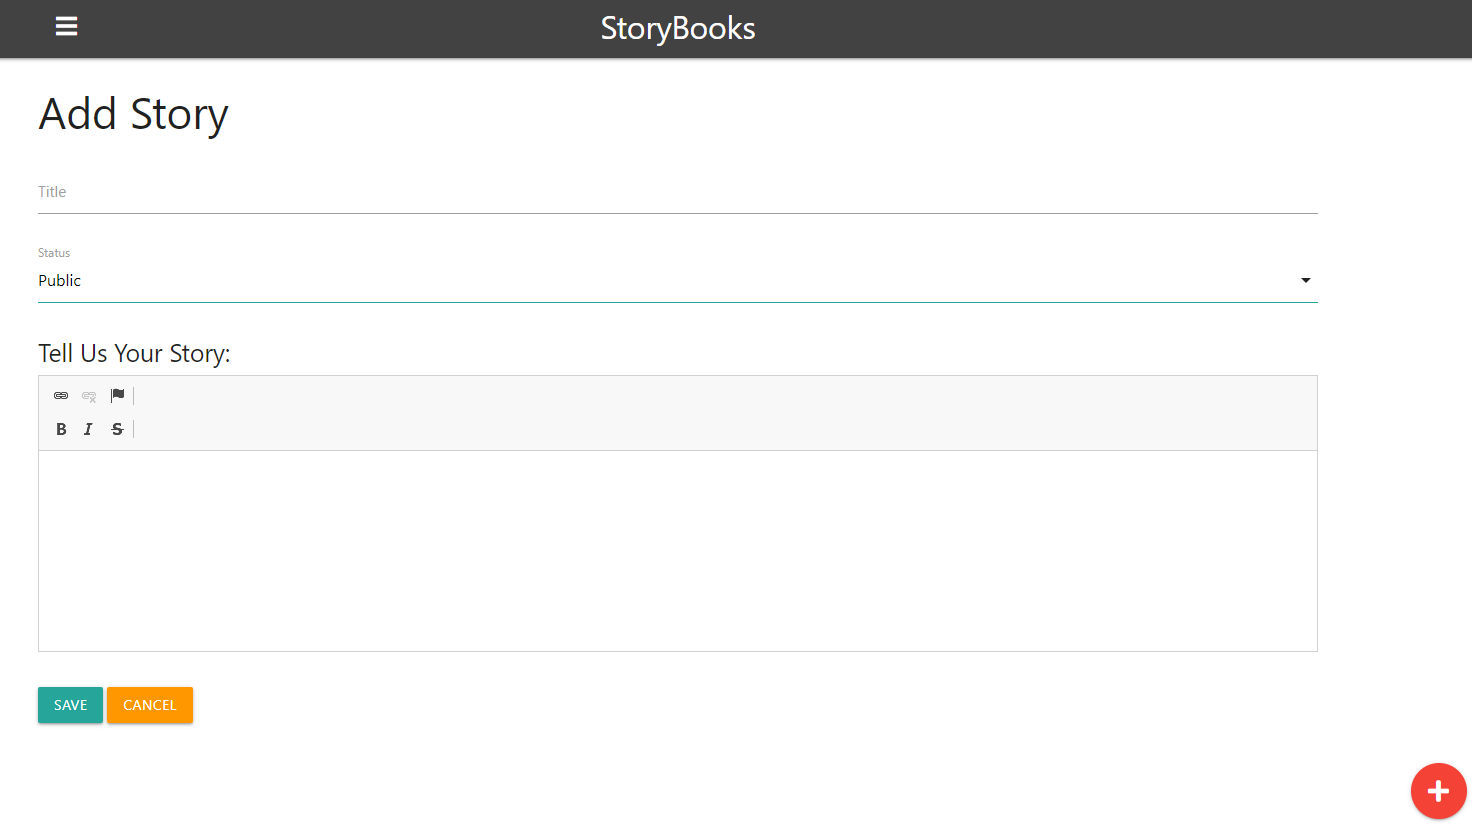 StoryBooks
Add Story
Title
Status
Public
Tell Us Your Story:
B I S
SAVE CANCEL